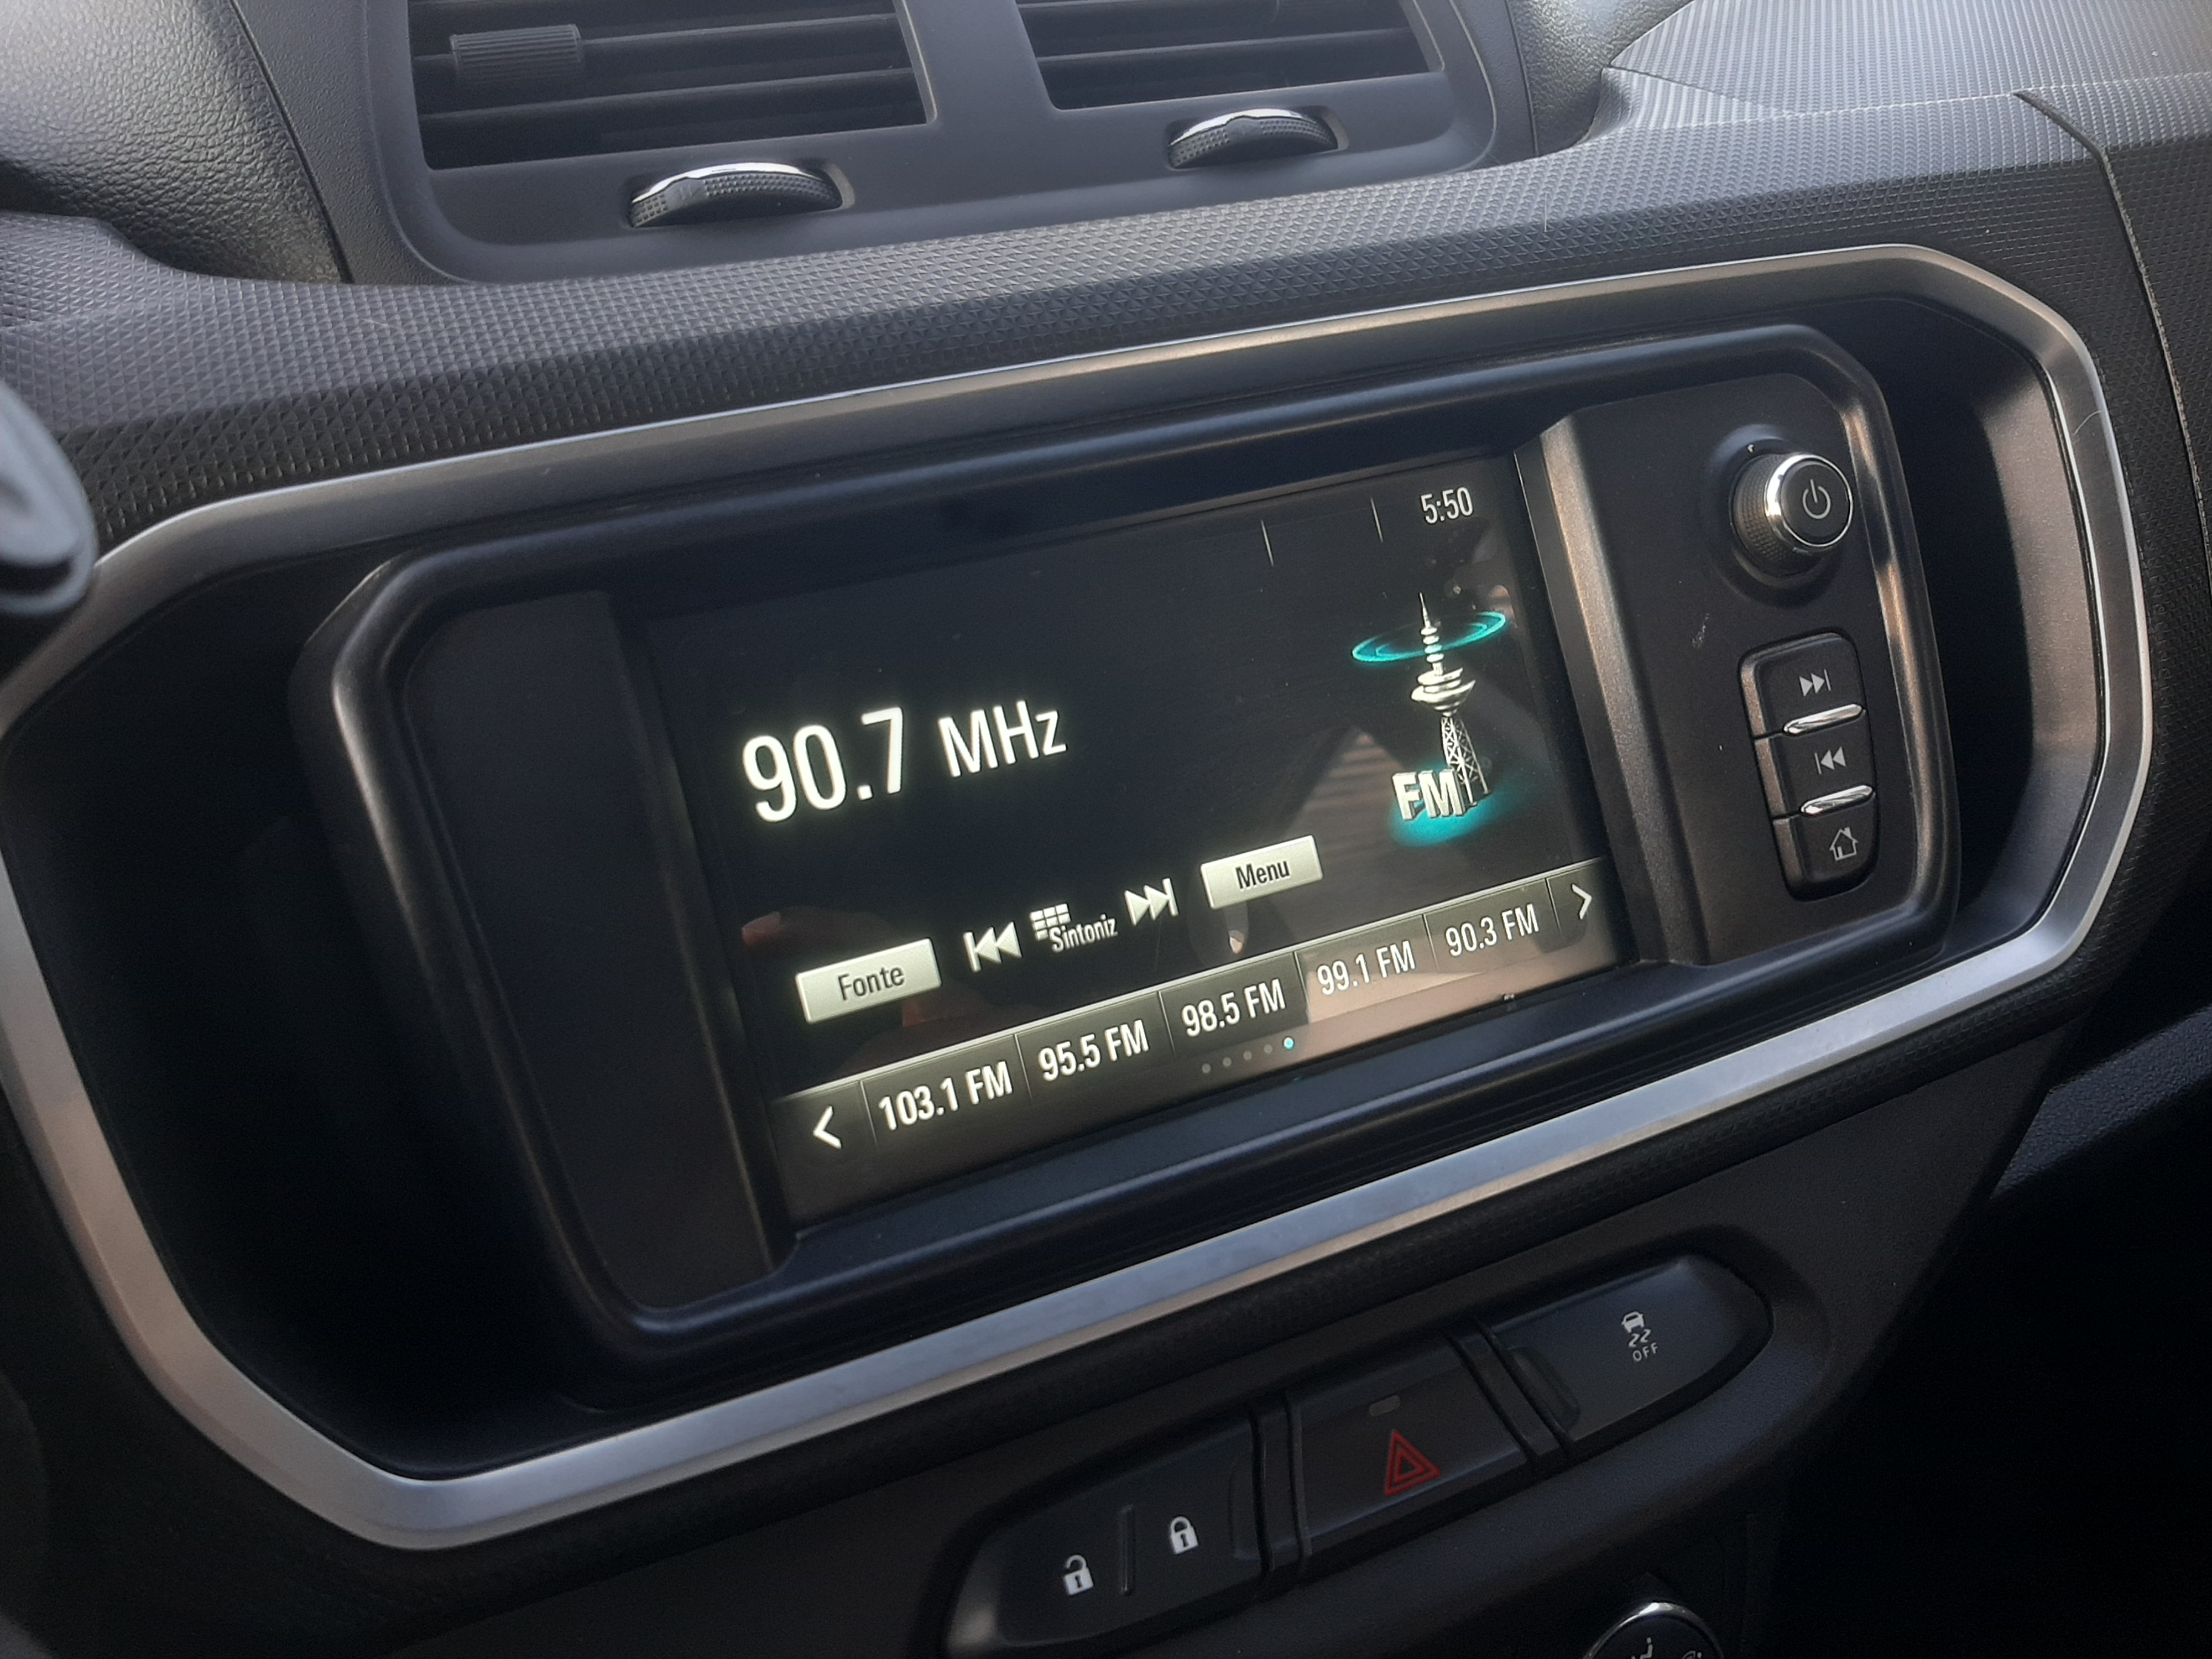 5:50
90.7 MHz
FM
Fonte
Sintoniz
Menu
103.1 FM
95.5 FM
98.5 FM
99.1 FM
90.3 FM
OFF